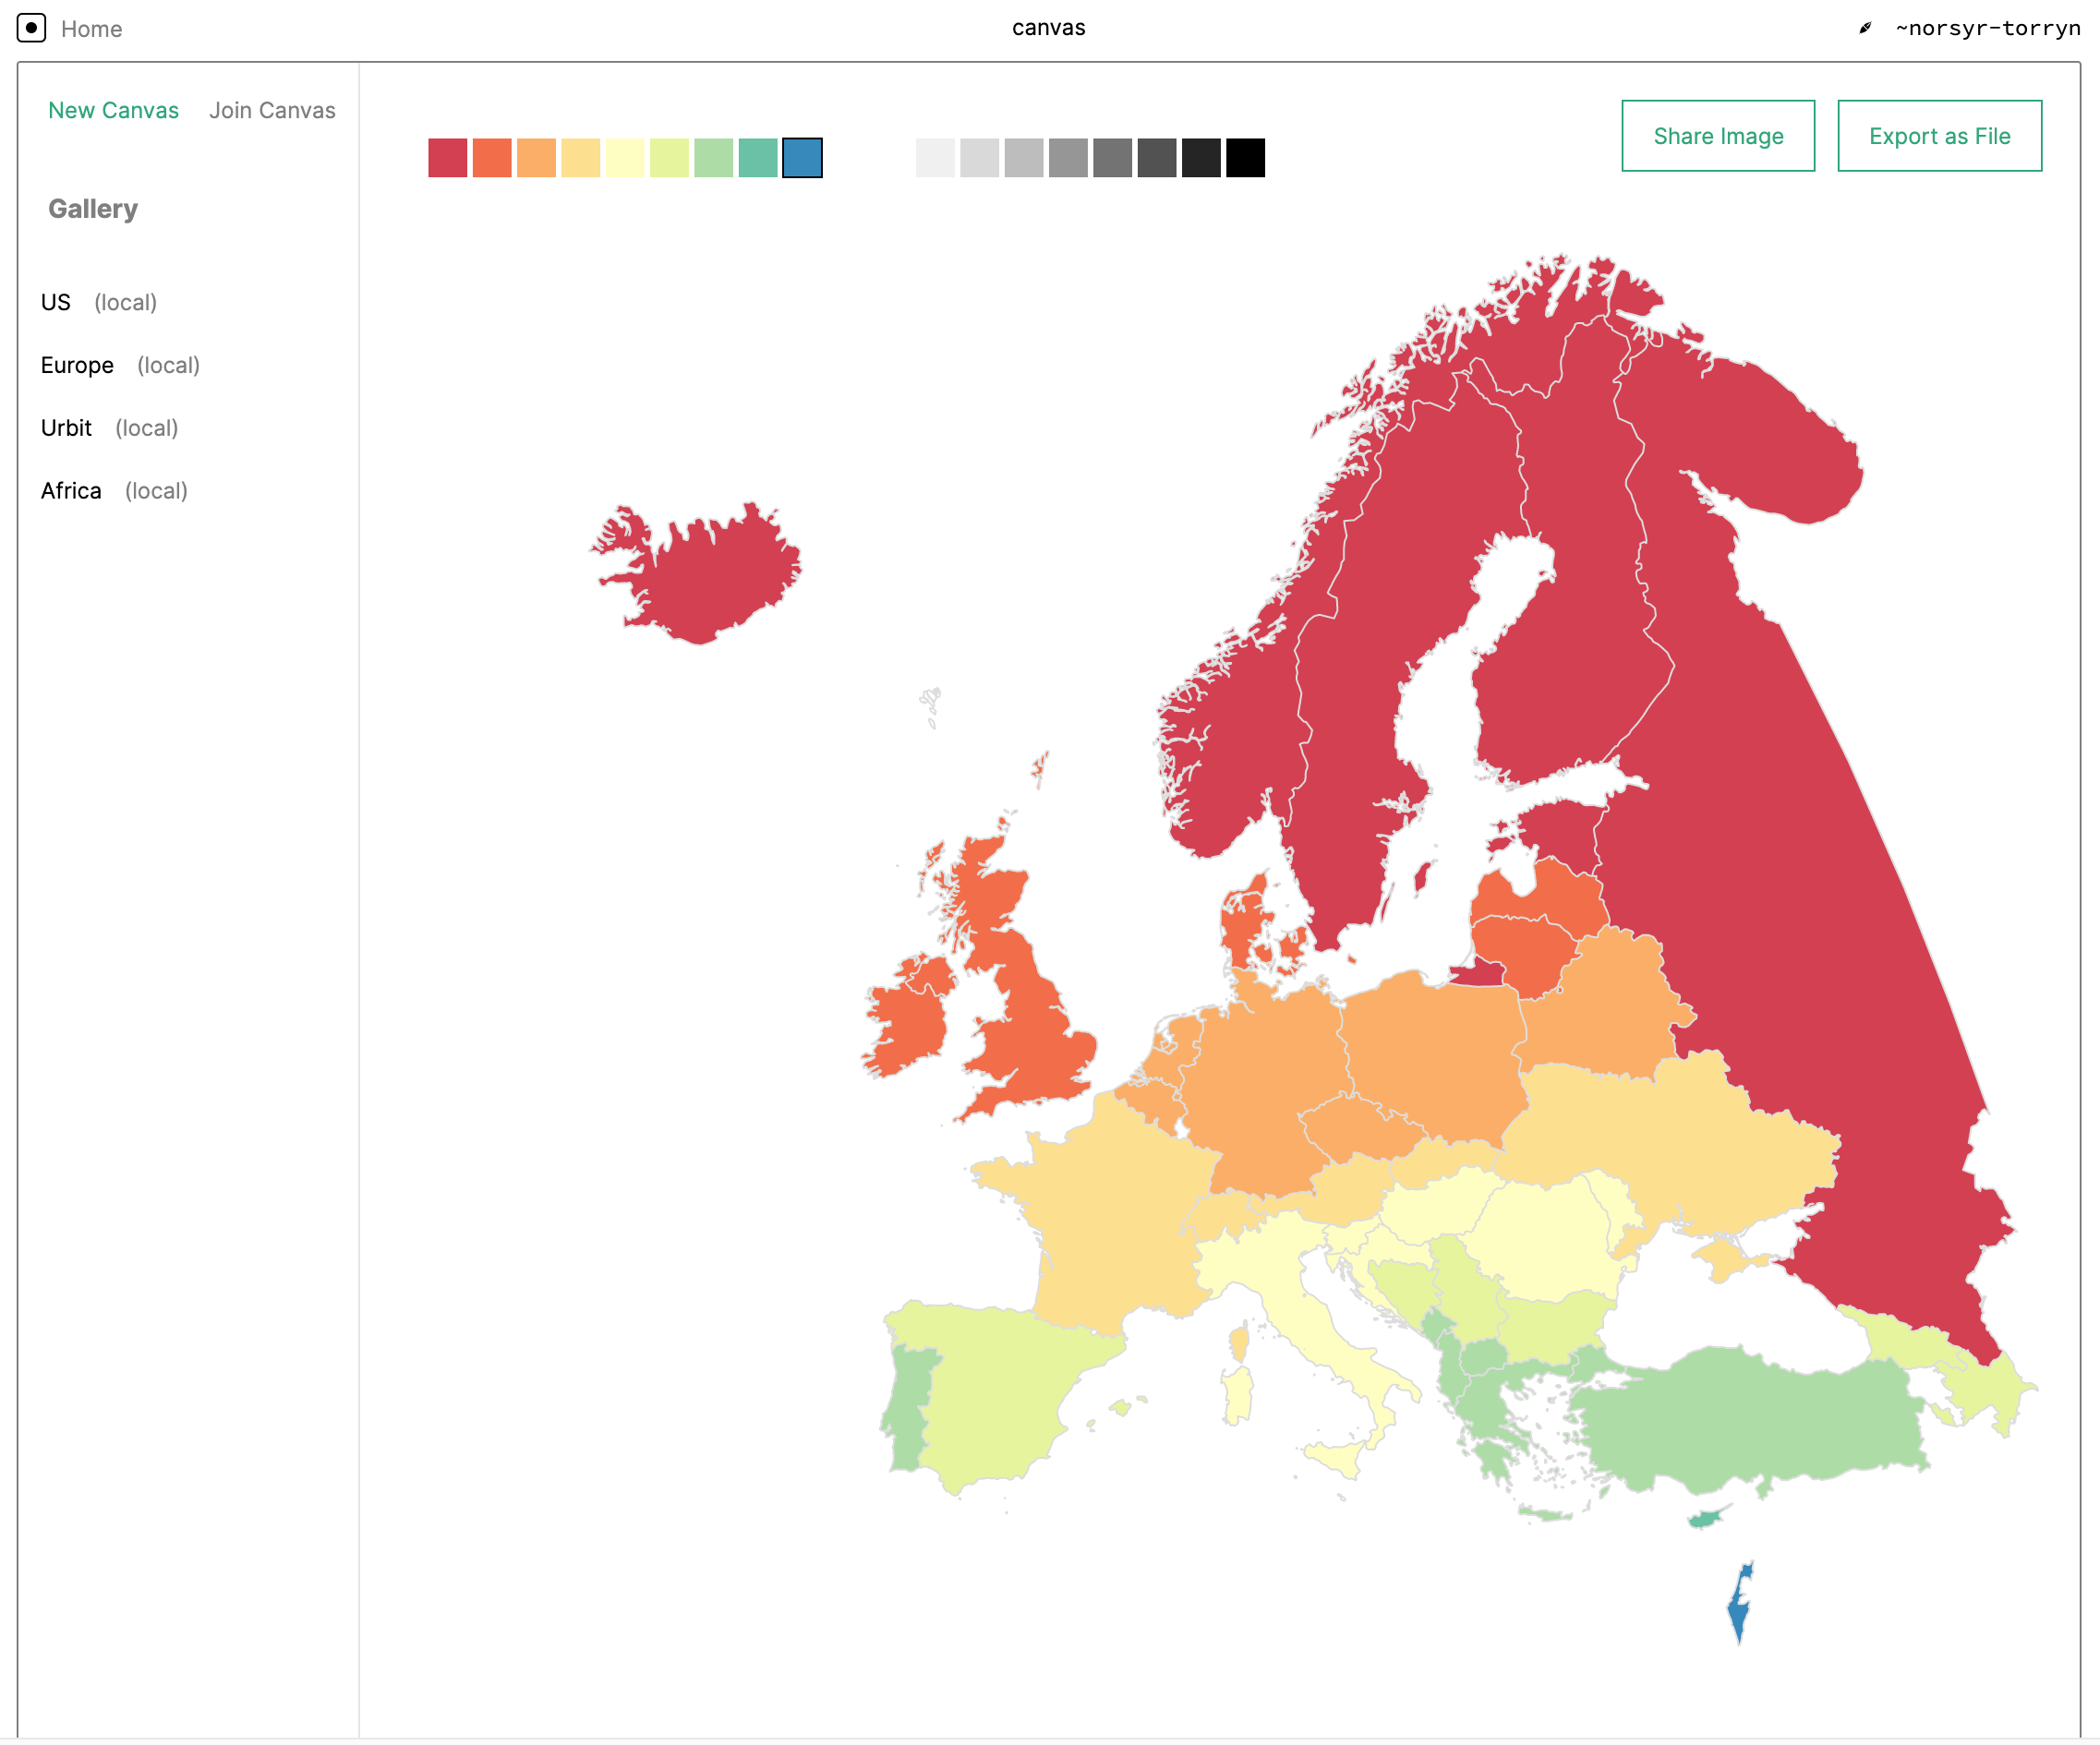 Home
canvas
~norsyr-torryn
New Canvas
Join Canvas
Share Image
Export as File
Gallery
US (local)
Europe (local)
Urbit (local)
Africa (local)